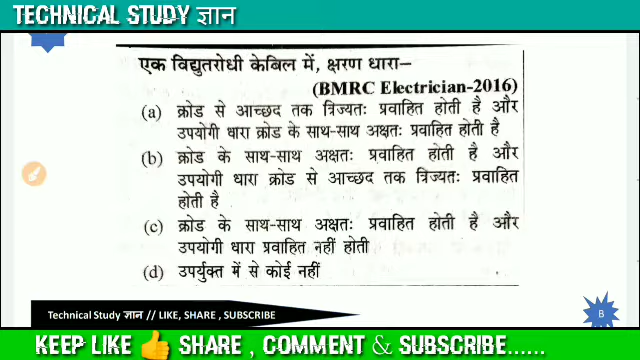 TECHNICAL STUDY ज्ञान
एक विद्युतरोधी केबिल में, क्षरण धारा–
(BMRC Electrician-2016)
(a) क्रोड से आच्छद तक त्रिज्यतः प्रवाहित होती है और
उपयोगी धारा क्रोड के साथ-साथ अक्षतः प्रवाहित होती है
(b) क्रोड के साथ-साथ अक्षतः प्रवाहित होती है और
उपयोगी धारा क्रोड से आच्छद तक त्रिज्यतः प्रवाहित
होती है
(c) क्रोड के साथ-साथ अक्षतः प्रवाहित होती है और
उपयोगी धारा प्रवाहित नहीं होती
(d) उपर्युक्त में से कोई नहीं
Technical Study ज्ञान // LIKE, SHARE , SUBSCRIBE
B
KEEP LIKE 👍 SHARE , COMMENT & SUBSCRIBE......